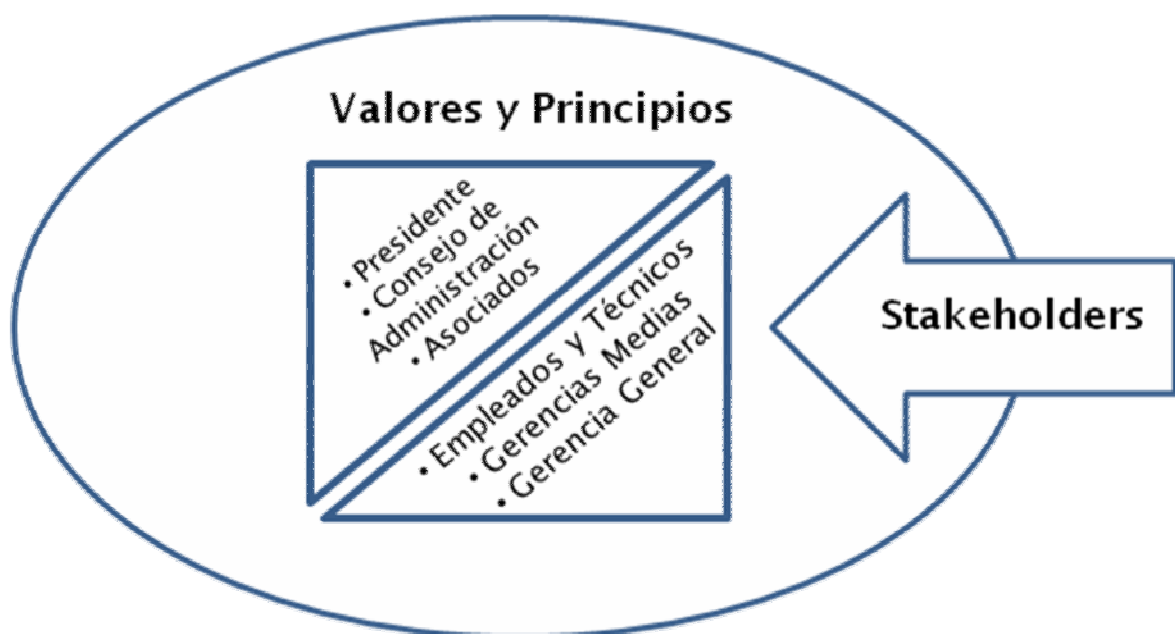 Valores y Principios
• Presidente
• Consejo de
Administración
• Asociados
• Empleados y Técnicos
• Gerencias Medias
• Gerencia General
Stakeholders